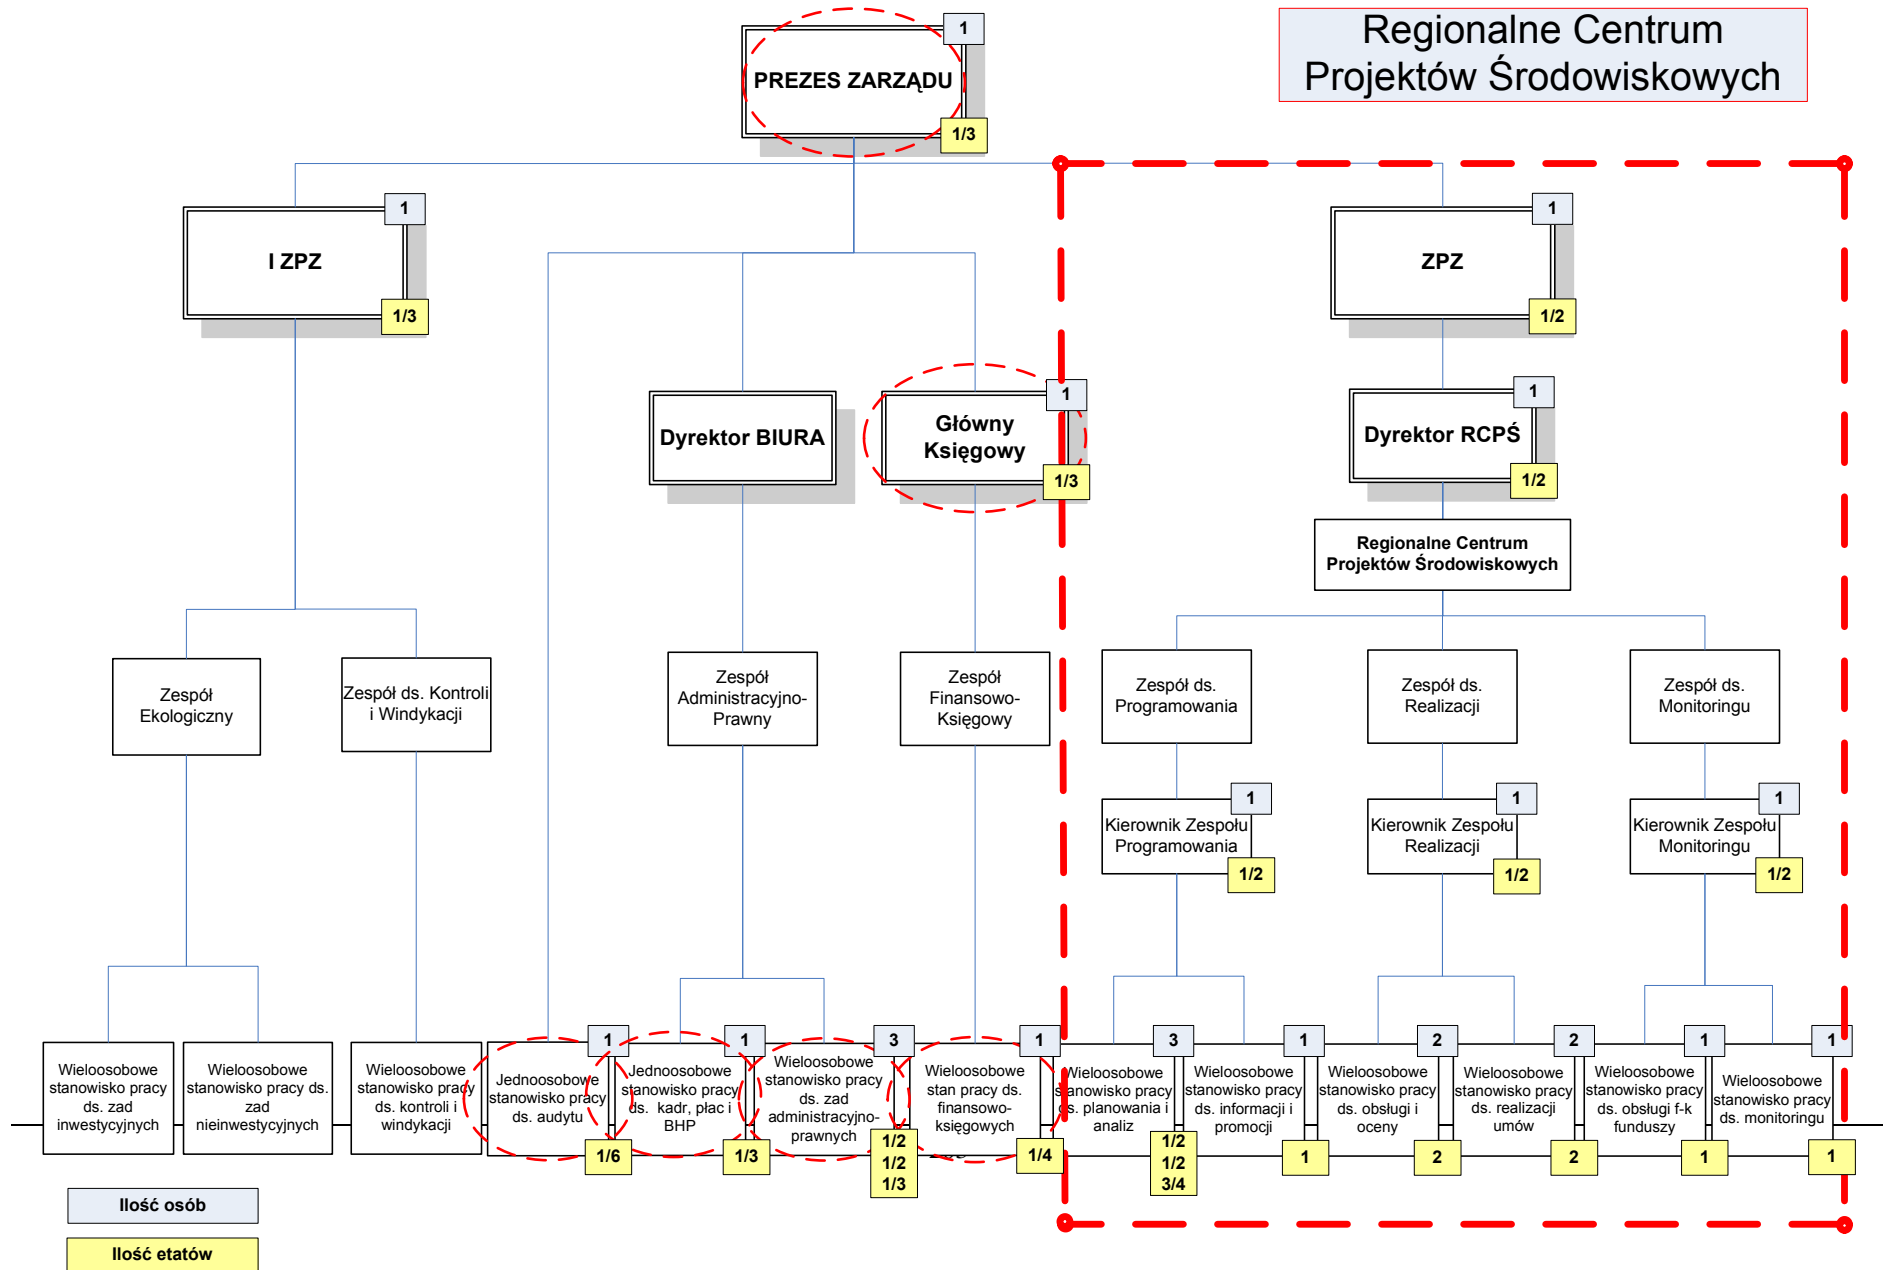 Regionalne Centrum
Projektów Środowiskowych
1
PREZES ZARZĄDU
1/3
1
I ZPZ
1/3
1
ZPZ
1/2
Dyrektor BIURA
1
Główny
Księgowy
1/3
1
Dyrektor RCPŚ
1/2
Regionalne Centrum
Projektów Środowiskowych
Zespół
Ekologiczny
Zespół ds. Kontroli
i Windykacji
Zespół
Administracyjno-
Prawny
Zespół
Finansowo-
Księgowy
Zespół ds.
Programowania
Zespół ds.
Realizacji
Zespół ds.
Monitoringu
1
Kierownik Zespołu
Programowania
1/2
1
Kierownik Zespołu
Realizacji
1/2
1
Kierownik Zespołu
Monitoringu
1/2
Wieloosobowe
stanowisko pracy
ds. zad
inwestycyjnych
Wieloosobowe
stanowisko pracy ds.
zad
nieinwestycyjnych
Wieloosobowe
stanowisko pracy
ds. kontroli i
windykacji
1
Jednoosobowe
stanowisko pracy
ds. audytu
1/6
1
Jednoosobowe
stanowisko pracy
ds. kadr, płac i
BHP
1/3
3
Wieloosobowe
stanowisko pracy
ds. zad
administracyjno-
prawnych
1/2
1/2
1/3
1
Wieloosobowe
stan pracy ds.
finansowo-
księgowych
1/4
3
Wieloosobowe
stanowisko pracy
ds. planowania i
analiz
1/2
1/2
3/4
1
Wieloosobowe
stanowisko pracy
ds. informacji i
promocji
1
2
Wieloosobowe
stanowisko pracy
ds. obsługi i
oceny
2
2
Wieloosobowe
stanowisko pracy
ds. realizacji
umów
2
1
Wieloosobowe
stanowisko pracy
ds. obsługi f-k
funduszy
1
1
Wieloosobowe
stanowisko pracy
ds. monitoringu
1
Ilość osób
Ilość etatów